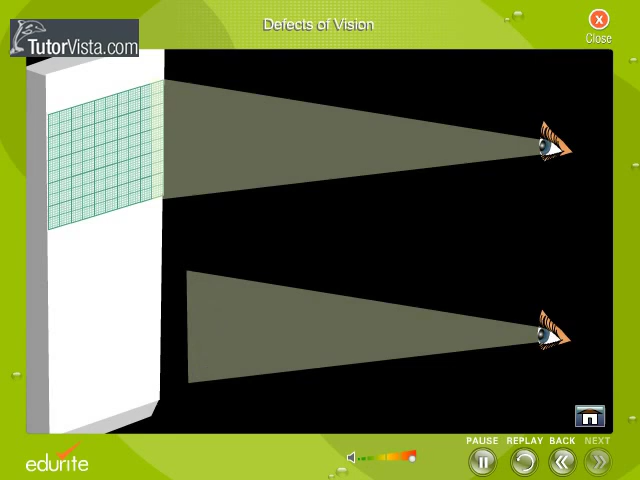 Defects of Vision
X
Close
TutorVista.com
PAUSE REPLAY BACK NEXT
edurite